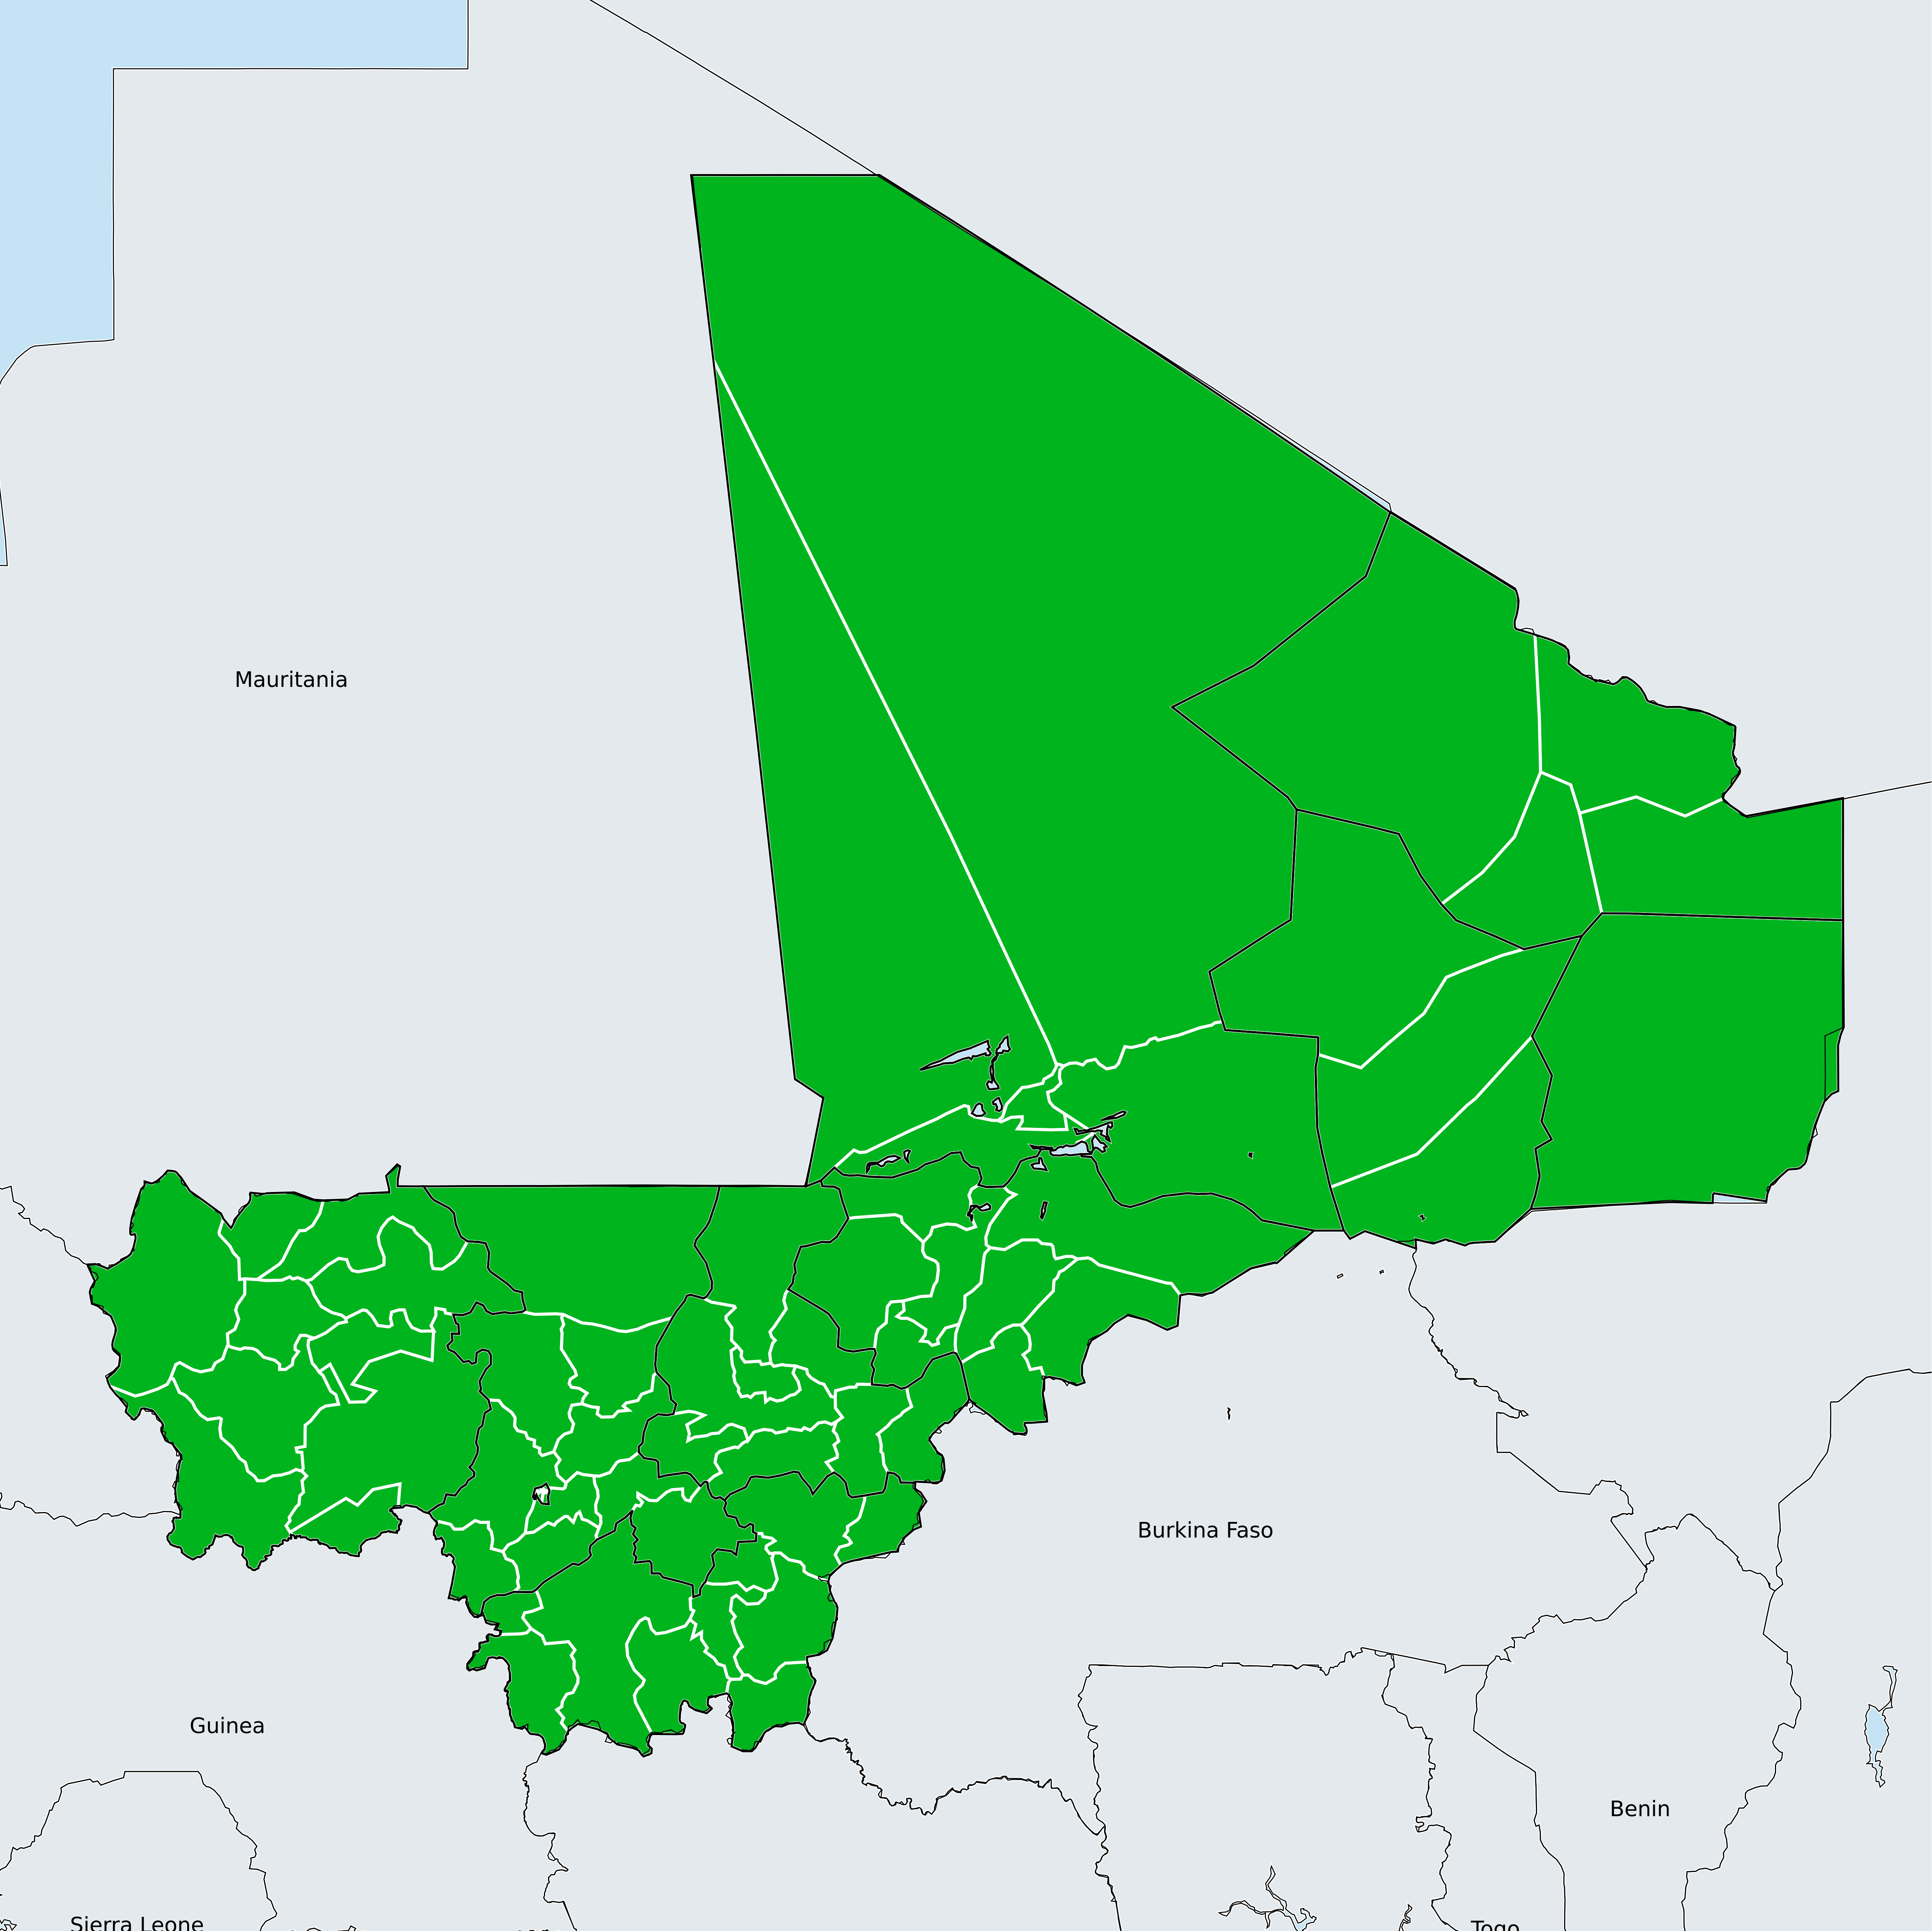 Mauritania
Burkina Faso
Guinea
Benin
Sierra Leone
Togo